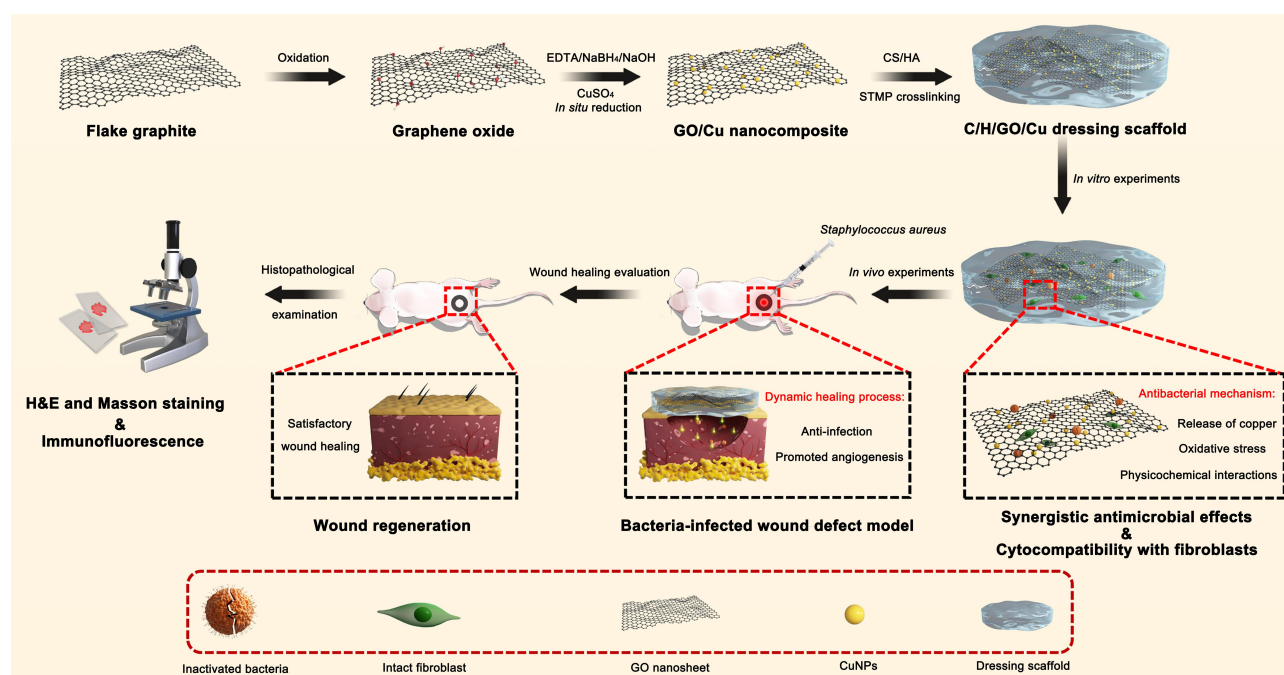 Oxidation
EDTA/NaBH₄/NaOH
CuSO₄
In situ reduction
CS/HA
STMP crosslinking
Flake graphite
Graphene oxide
GO/Cu nanocomposite
C/H/GO/Cu dressing scaffold
In vitro experiments
Histopathological
examination
Wound healing evaluation
Staphylococcus aureus
In vivo experiments
H&E and Masson staining
&
Immunofluorescence
Satisfactory
wound healing
Wound regeneration
Dynamic healing process:
Anti-infection
Promoted angiogenesis
Bacteria-infected wound defect model
Antibacterial mechanism:
Release of copper
Oxidative stress
Physicochemical interactions
Synergistic antimicrobial effects
&
Cytocompatibility with fibroblasts
Inactivated bacteria
Intact fibroblast
GO nanosheet
CuNPs
Dressing scaffold